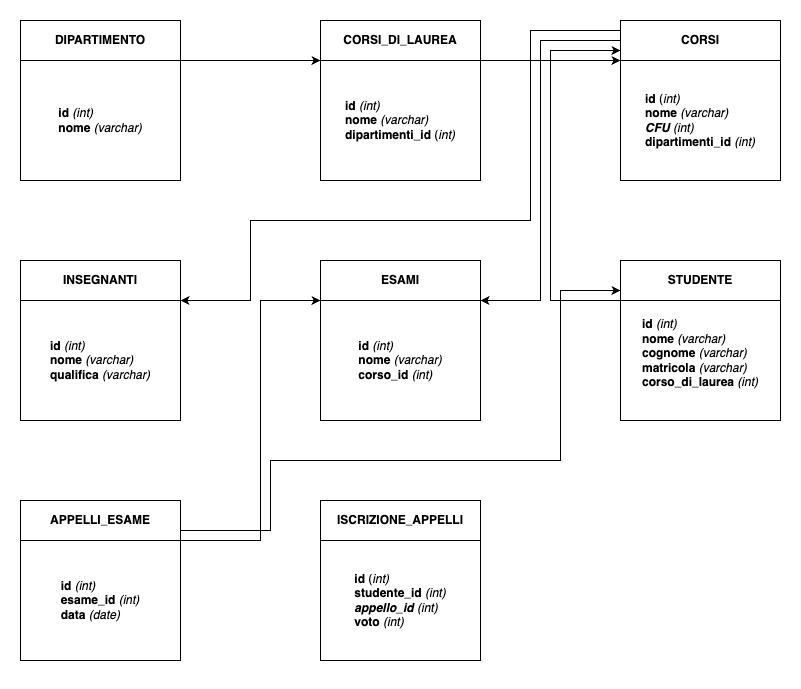 DIPARTIMENTO
id (int)
nome (varchar)
CORSI_DI_LAUREA
id (int)
nome (varchar)
dipartimenti_id (int)
CORSI
id (int)
nome (varchar)
CFU (int)
dipartimenti_id (int)
INSEGNANTI
id (int)
nome (varchar)
qualifica (varchar)
ESAMI
id (int)
nome (varchar)
corso_id (int)
STUDENTE
id (int)
nome (varchar)
cognome (varchar)
matricola (varchar)
corso_di_laurea (int)
APPELLI_ESAME
id (int)
esame_id (int)
data (date)
ISCRIZIONE_APPELLI
id (int)
studente_id (int)
appello_id (int)
voto (int)